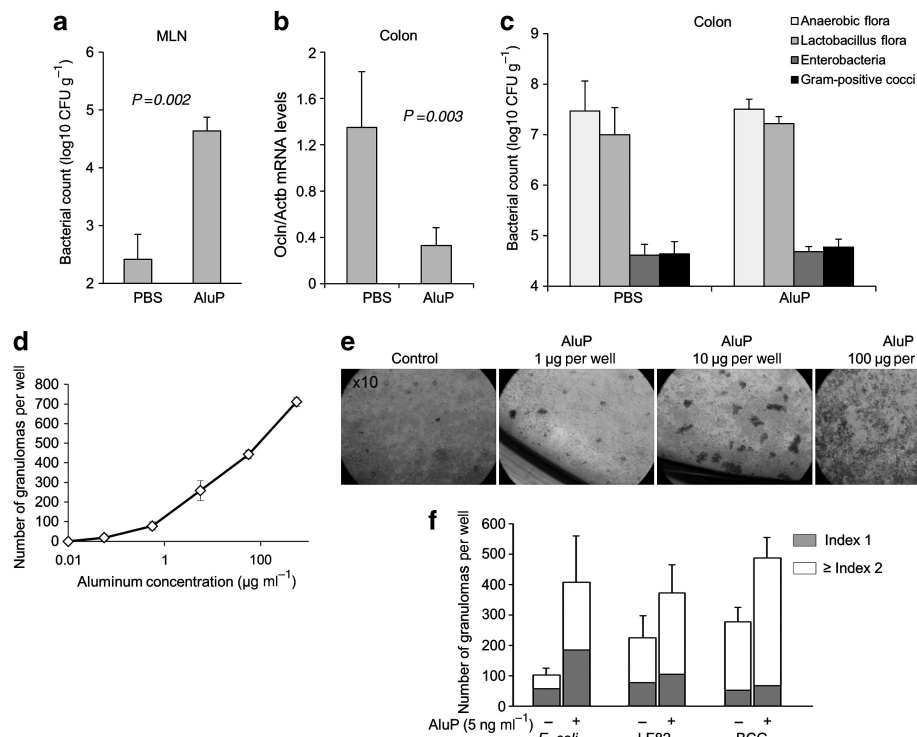 a
MLN
Bacterial count (log10 CFU g⁻¹)
6
5
4
3
2
P=0.002
PBS
AluP
b
Colon
Ocln/Actb mRNA levels
2
1.6
1.2
0.8
0.4
0
P=0.003
PBS
AluP
c
Colon
Anaerobic flora
Lactobacillus flora
Enterobacteria
Gram-positive cocci
Bacterial count (log10 CFU g⁻¹)
9
8
7
6
5
4
PBS
AluP
d
Number of granulomas per well
800
700
600
500
400
300
200
100
0
0.01
1
100
Aluminum concentration (µg ml⁻¹)
e
Control
AluP
1 µg per well
AluP
10 µg per well
AluP
100 µg per
x10
f
Number of granulomas per well
600
500
400
300
200
100
0
Index 1
≥ Index 2
– + – + – +
AluP (5 ng ml⁻¹)
E. coli
LF82
BCG